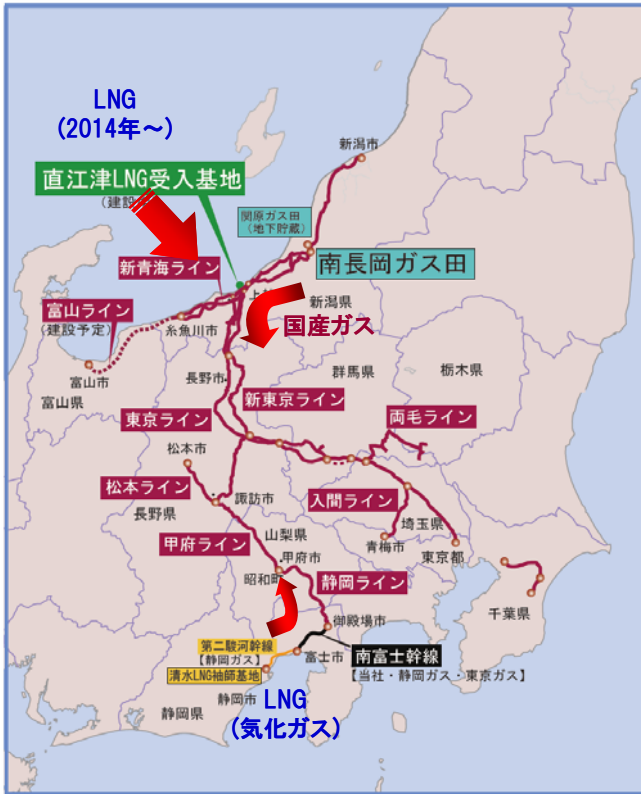 LNG
(2014年~)
新潟市
直江津LNG受入基地
関原ガス田
(地下貯蔵)
南長岡ガス田
新青海ライン
新潟県
富山ライン
(建設予定)
糸魚川市
国産ガス
富山市
富山県
長野市
群馬県
栃木県
新東京ライン
東京ライン
両毛ライン
松本市
松本ライン
諏訪市
入間ライン
長野県
埼玉県
甲府ライン
山梨県
青梅市
東京都
甲府市
昭和町
静岡ライン
千葉県
御殿場市
第二駿河幹線
【静岡ガス】
富士市
南富士幹線
【当社・静岡ガス・東京ガス】
清水LNG袖師基地
静岡市
静岡県
LNG
(気化ガス)